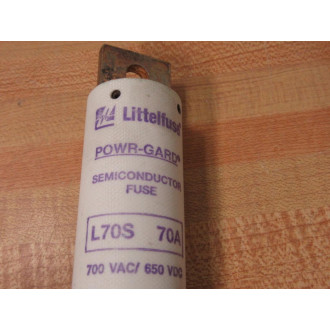 Littelfuse
POWR-GARD®
SEMICONDUCTOR
FUSE
L70S 70A
700 VAC/ 650 VDC